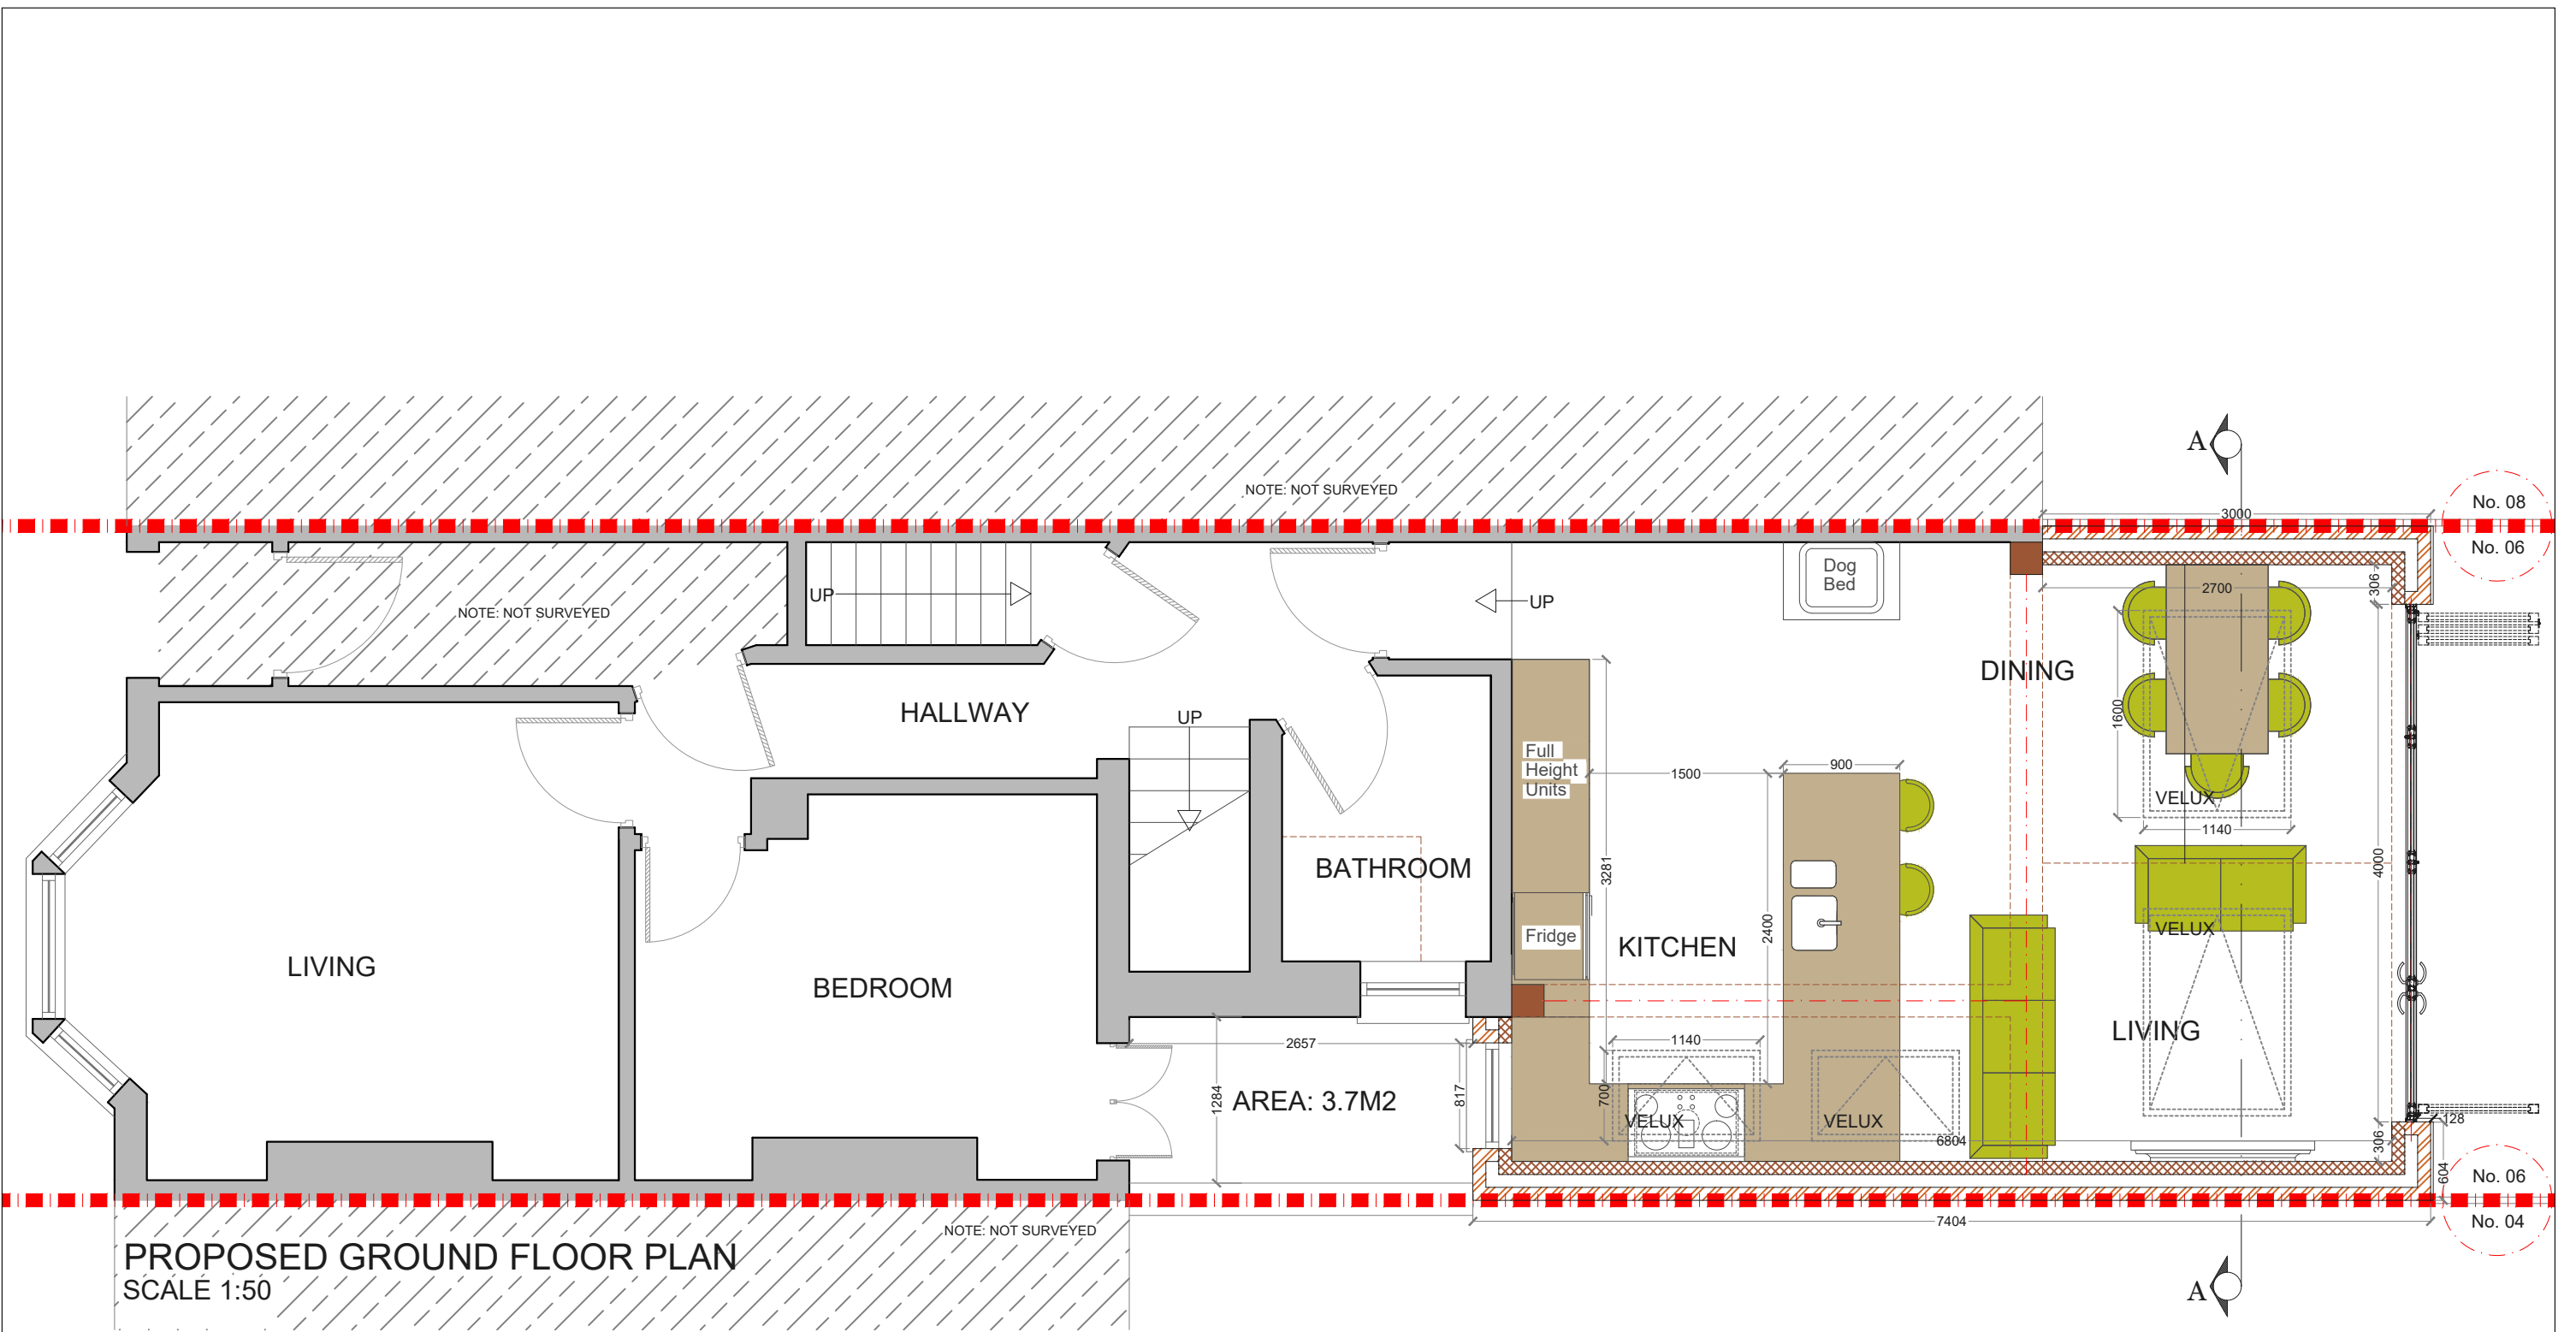 A
NOTE: NOT SURVEYED
No. 08
3000
No. 06
Dog
Bed
306
2700
UP
UP
NOTE: NOT SURVEYED
DINING
1600
HALLWAY
UP
Full
Height
Units
1500
900
VELUX
1140
BATHROOM
3281
4000
VELUX
2400
Fridge
KITCHEN
LIVING
BEDROOM
LIVING
2657
1140
1284
AREA: 3.7M2
817
700
VELUX
VELUX
6804
128
306
604
No. 06
No. 04
7404
NOTE: NOT SURVEYED
PROPOSED GROUND FLOOR PLAN
SCALE 1:50
A